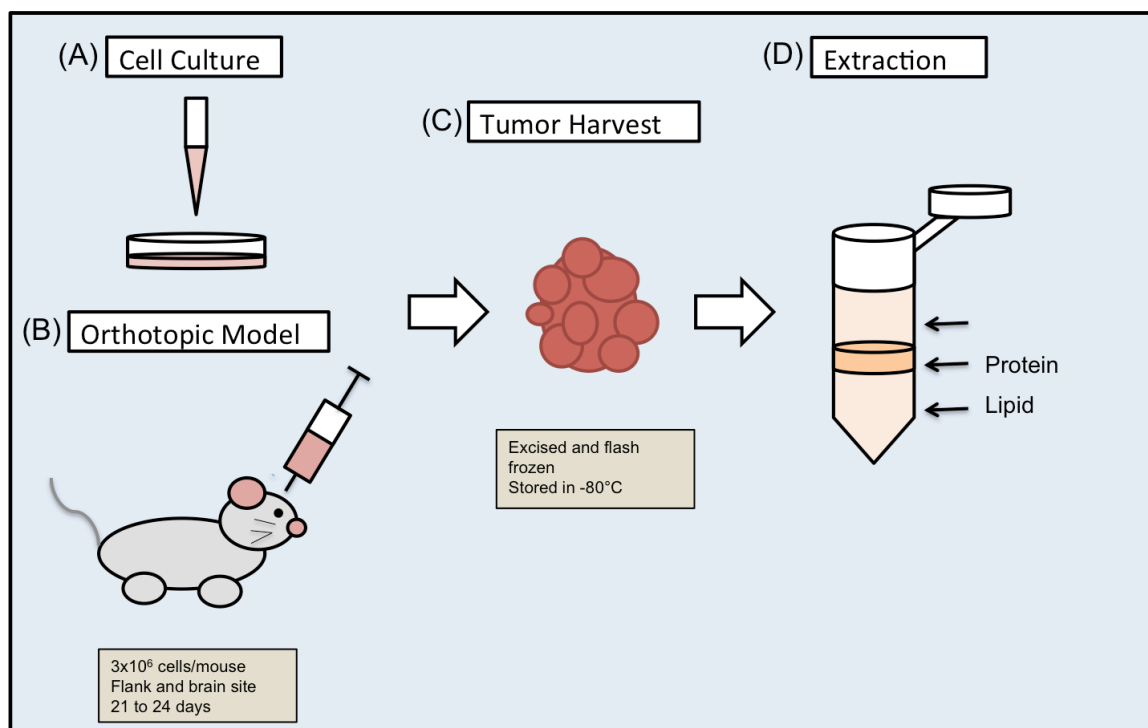 (A) Cell Culture
(B) Orthotopic Model
3x10⁶ cells/mouse
Flank and brain site
21 to 24 days
(C) Tumor Harvest
Excised and flash
frozen
Stored in -80°C
(D) Extraction
Protein
Lipid